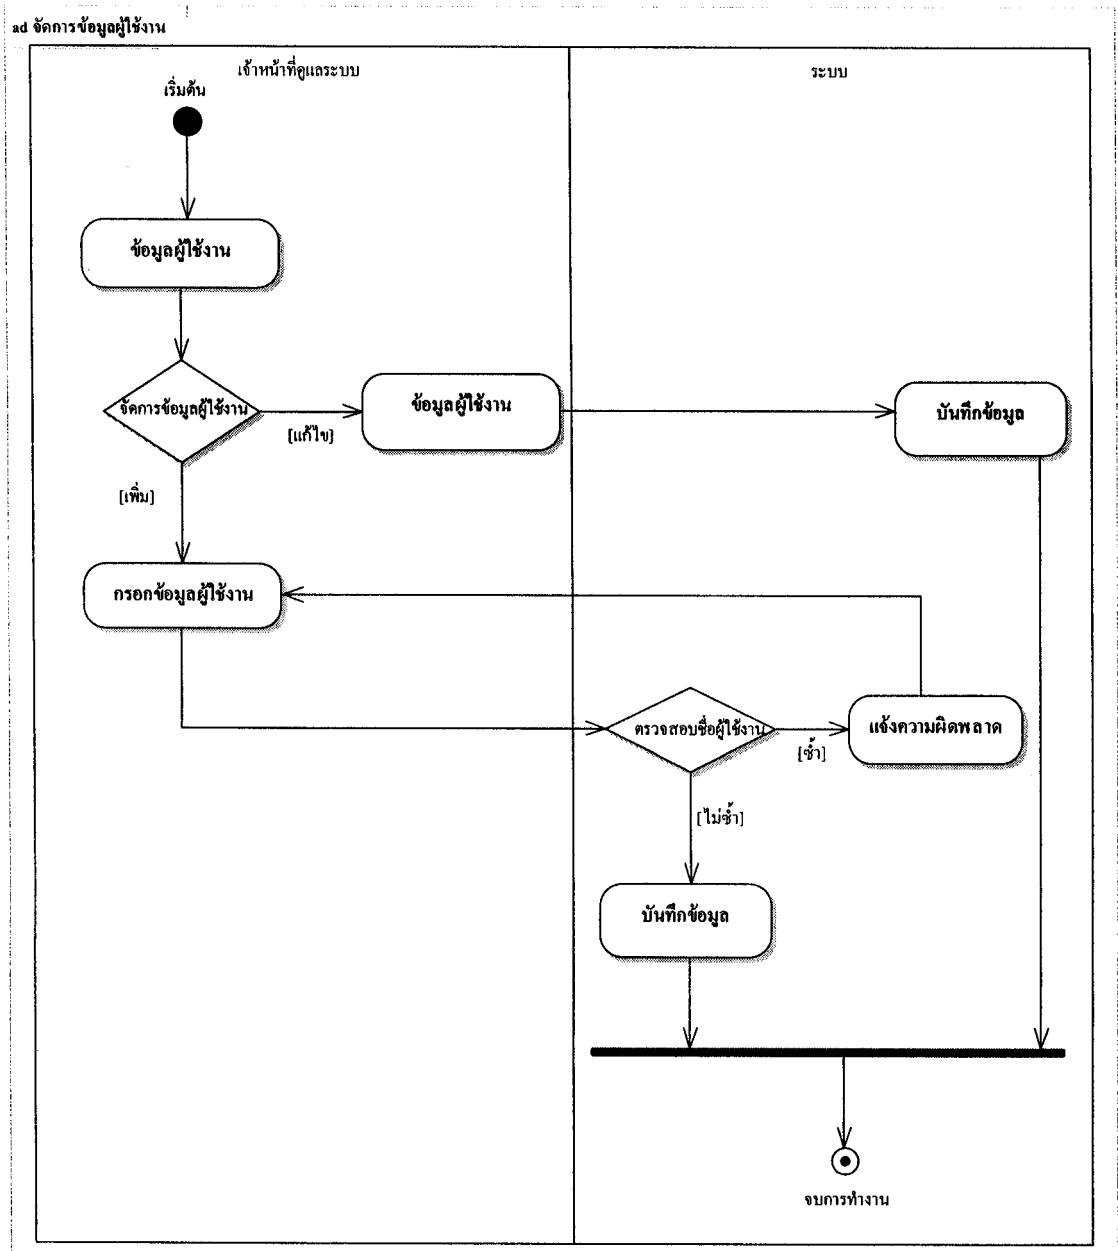 ad จัดการข้อมูลผู้ใช้งาน
เจ้าหน้าที่ดูแลระบบ
ระบบ
เริ่มต้น
ข้อมูลผู้ใช้งาน
จัดการข้อมูลผู้ใช้งาน
[แก้ไข]
ข้อมูลผู้ใช้งาน
บันทึกข้อมูล
[เพิ่ม]
กรอกข้อมูลผู้ใช้งาน
ตรวจสอบชื่อผู้ใช้งาน
[ซ้ำ]
แจ้งความผิดพลาด
[ไม่ซ้ำ]
บันทึกข้อมูล
จบการทำงาน